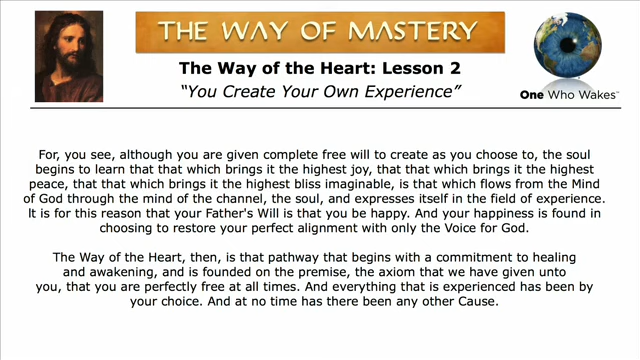 THE WAY OF MASTERY
The Way of the Heart: Lesson 2
“You Create Your Own Experience”
One Who Wakes™
For, you see, although you are given complete free will to create as you choose to, the soul
begins to learn that that which brings it the highest joy, that that which brings it the highest
peace, that that which brings it the highest bliss imaginable, is that which flows from the Mind
of God through the mind of the channel, the soul, and expresses itself in the field of experience.
It is for this reason that your Father's Will is that you be happy. And your happiness is found in
choosing to restore your perfect alignment with only the Voice for God.
The Way of the Heart, then, is that pathway that begins with a commitment to healing
and awakening, and is founded on the premise, the axiom that we have given unto
you, that you are perfectly free at all times. And everything that is experienced has been by
your choice. And at no time has there been any other Cause.